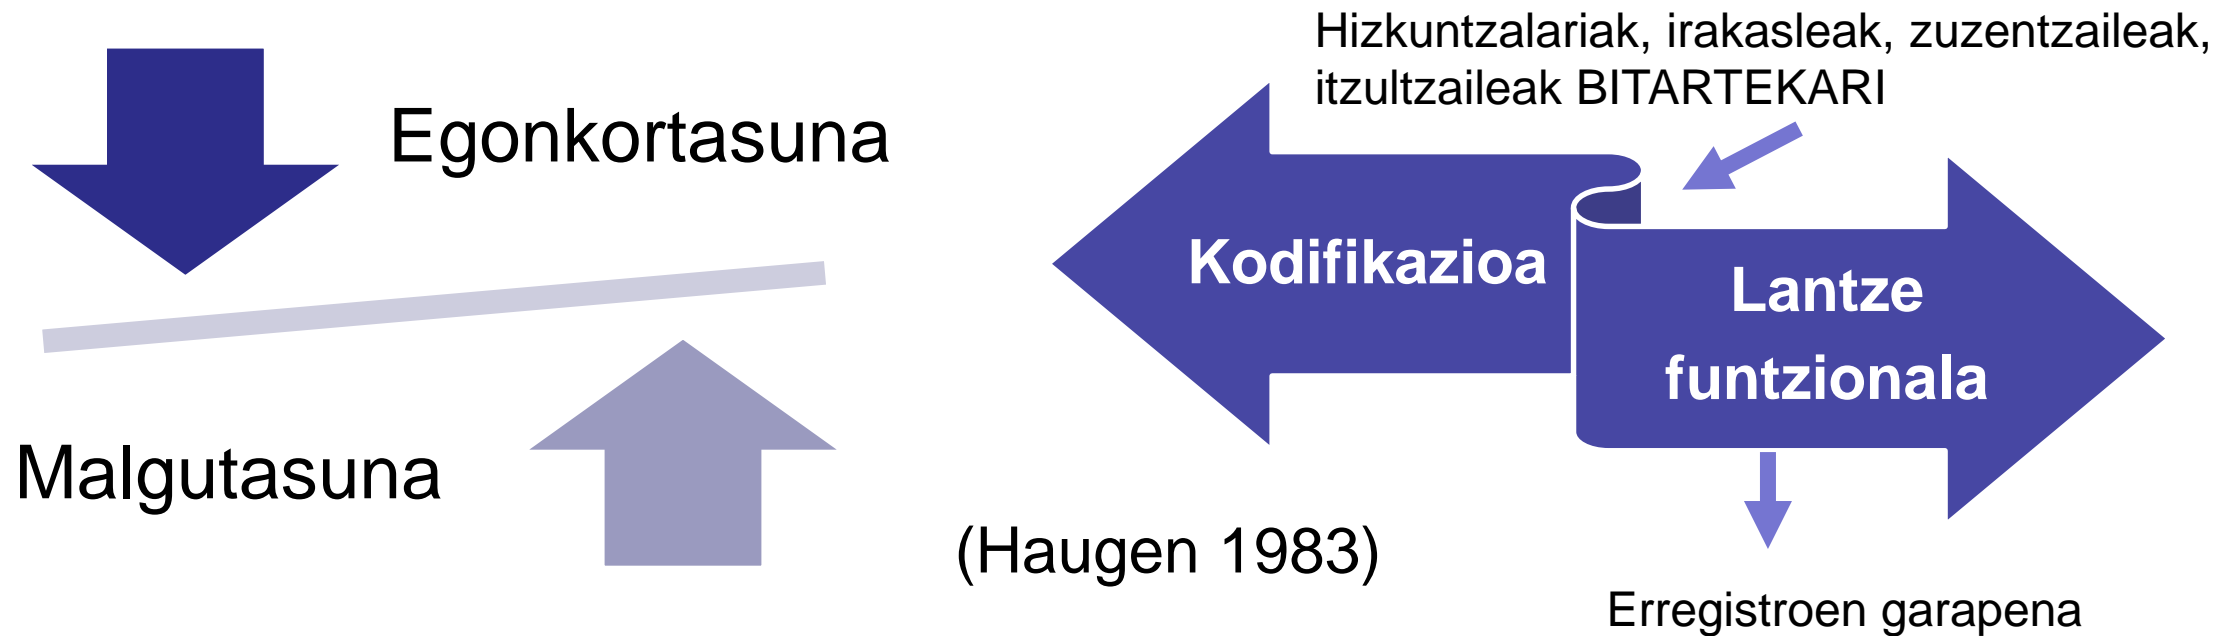 Egonkortasuna
Malgutasuna
Hizkuntzalariak, irakasleak, zuzentzaileak,
itzultzaileak BITARTEKARI
Kodifikazioa
Lantze
funtzionala
(Haugen 1983)
Erregistroen garapena